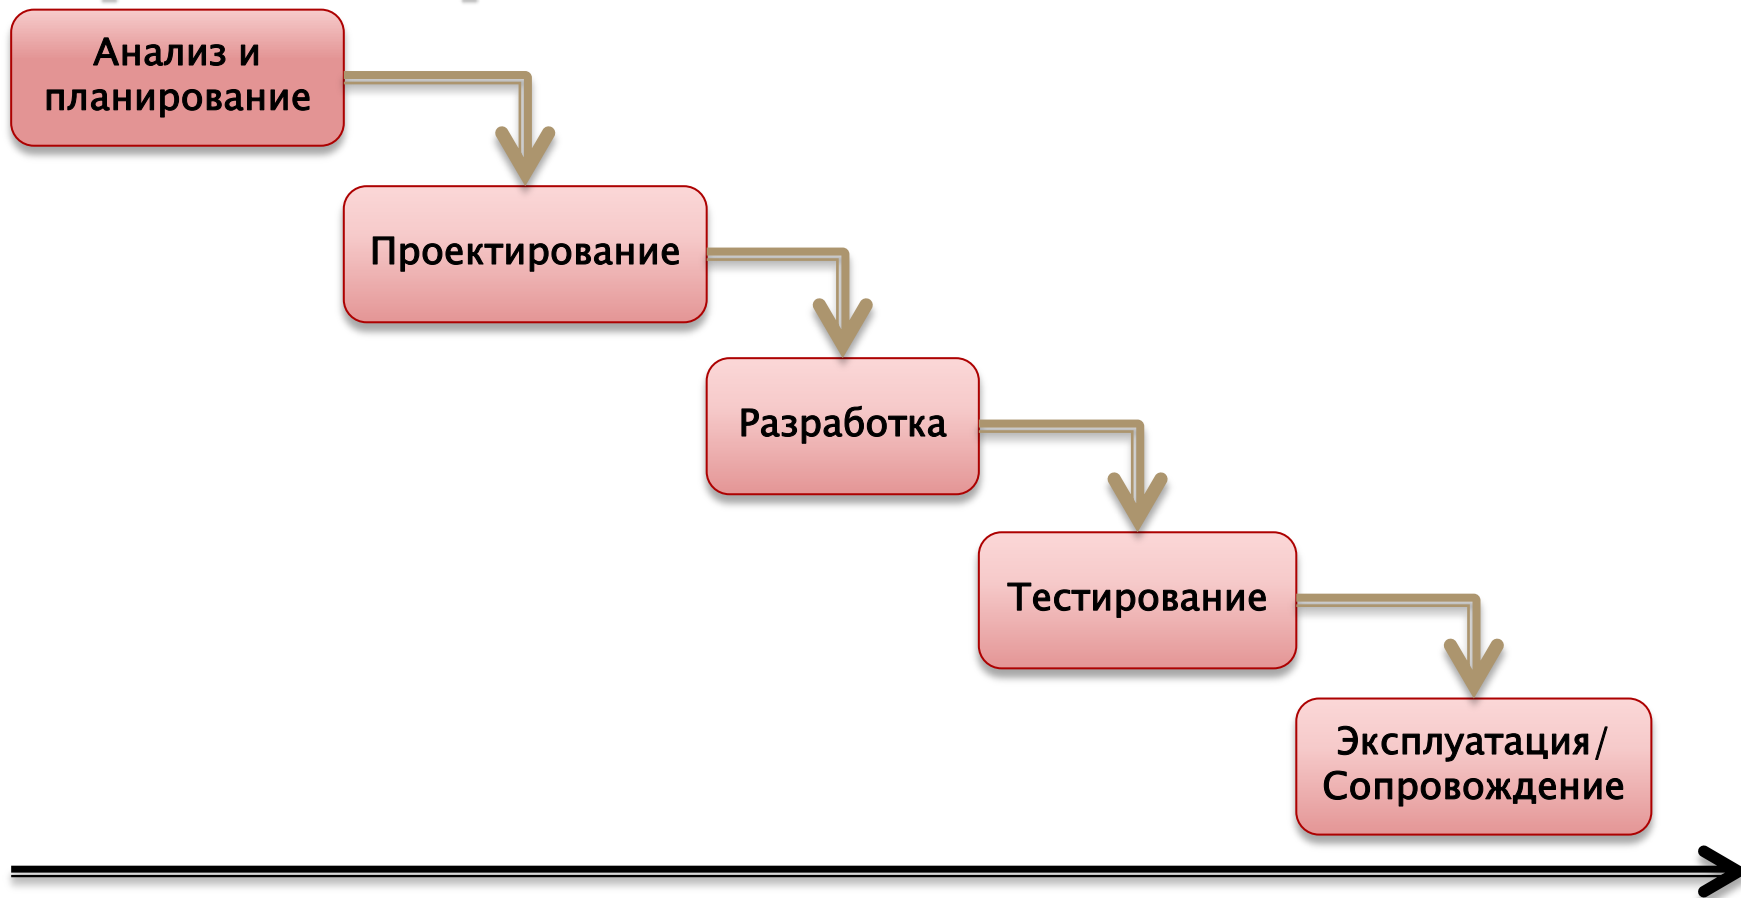 Анализ и
планирование
Проектирование
Разработка
Тестирование
Эксплуатация/
Сопровождение